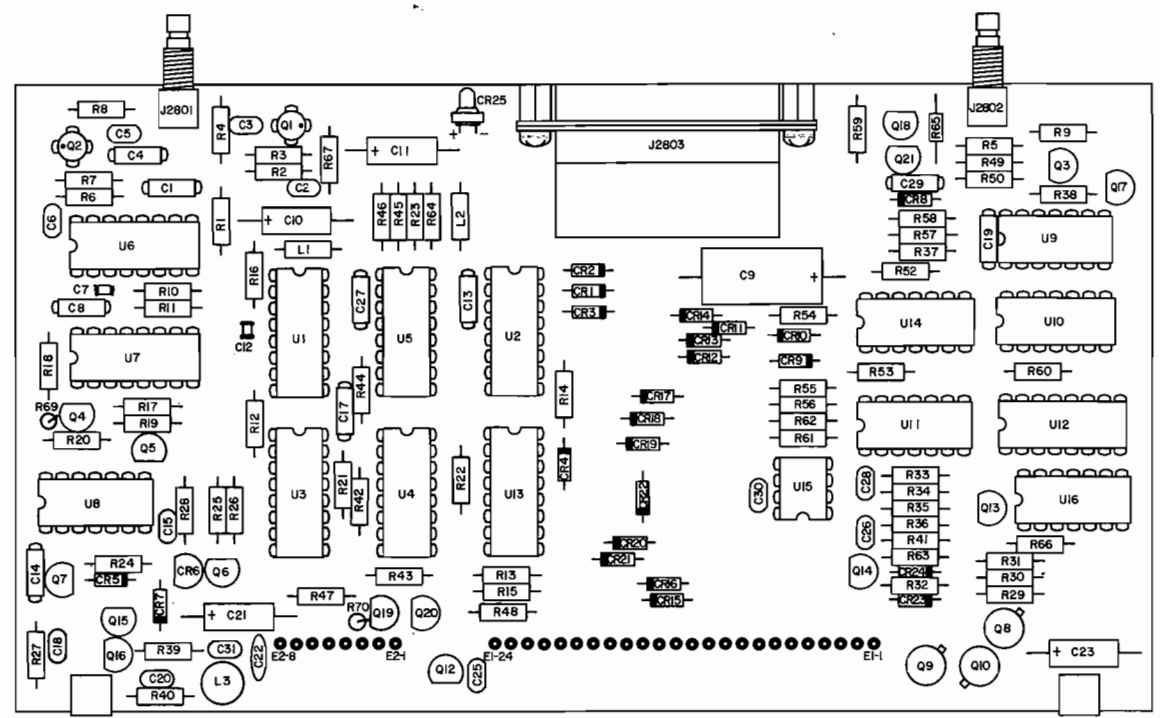 J2801
J2802
CR25
J2803
R8
C5
Q2
C4
R4
C3
Q1
R3
R2
C2
R67
C11
+
+
-
R59
Q18
R65
Q21
C29
CR8
R5
R49
R50
R9
Q3
R38
Q17
R7
R6
C1
C6
R1
C10
+
L1
R46
R45
R23
R64
L2
R58
R57
R37
R52
C19
U9
U6
C7
C8
R10
R11
R16
C12
U1
C27
U5
C13
U2
CR2
CR1
CR3
C9
+
CR14
CR11
CR13
CR12
R54
CR10
CR9
U14
U10
U7
R18
R69
Q4
R17
R19
R20
Q5
R12
R44
C17
R14
CR4
CR17
CR18
CR19
R55
R56
R62
R61
R53
R60
U11
U12
U8
C15
R28
R25
R26
U3
R21
R42
U4
R22
U13
CR22
C30
U15
C28
C26
R33
R34
R35
R36
R41
R63
CR24
R32
CR23
Q14
Q13
U16
R66
R31
R30
R29
C14
Q7
R24
CR5
CR6
Q6
CR7
C21
+
R47
R43
R70
Q19
Q20
R13
R15
R48
CR20
CR21
CR16
CR15
R27
C18
Q15
Q16
R39
C31
C22
C20
R40
L3
E2-8
E2-1
Q12
C25
E1-24
E1-1
Q8
Q9
Q10
C23
+